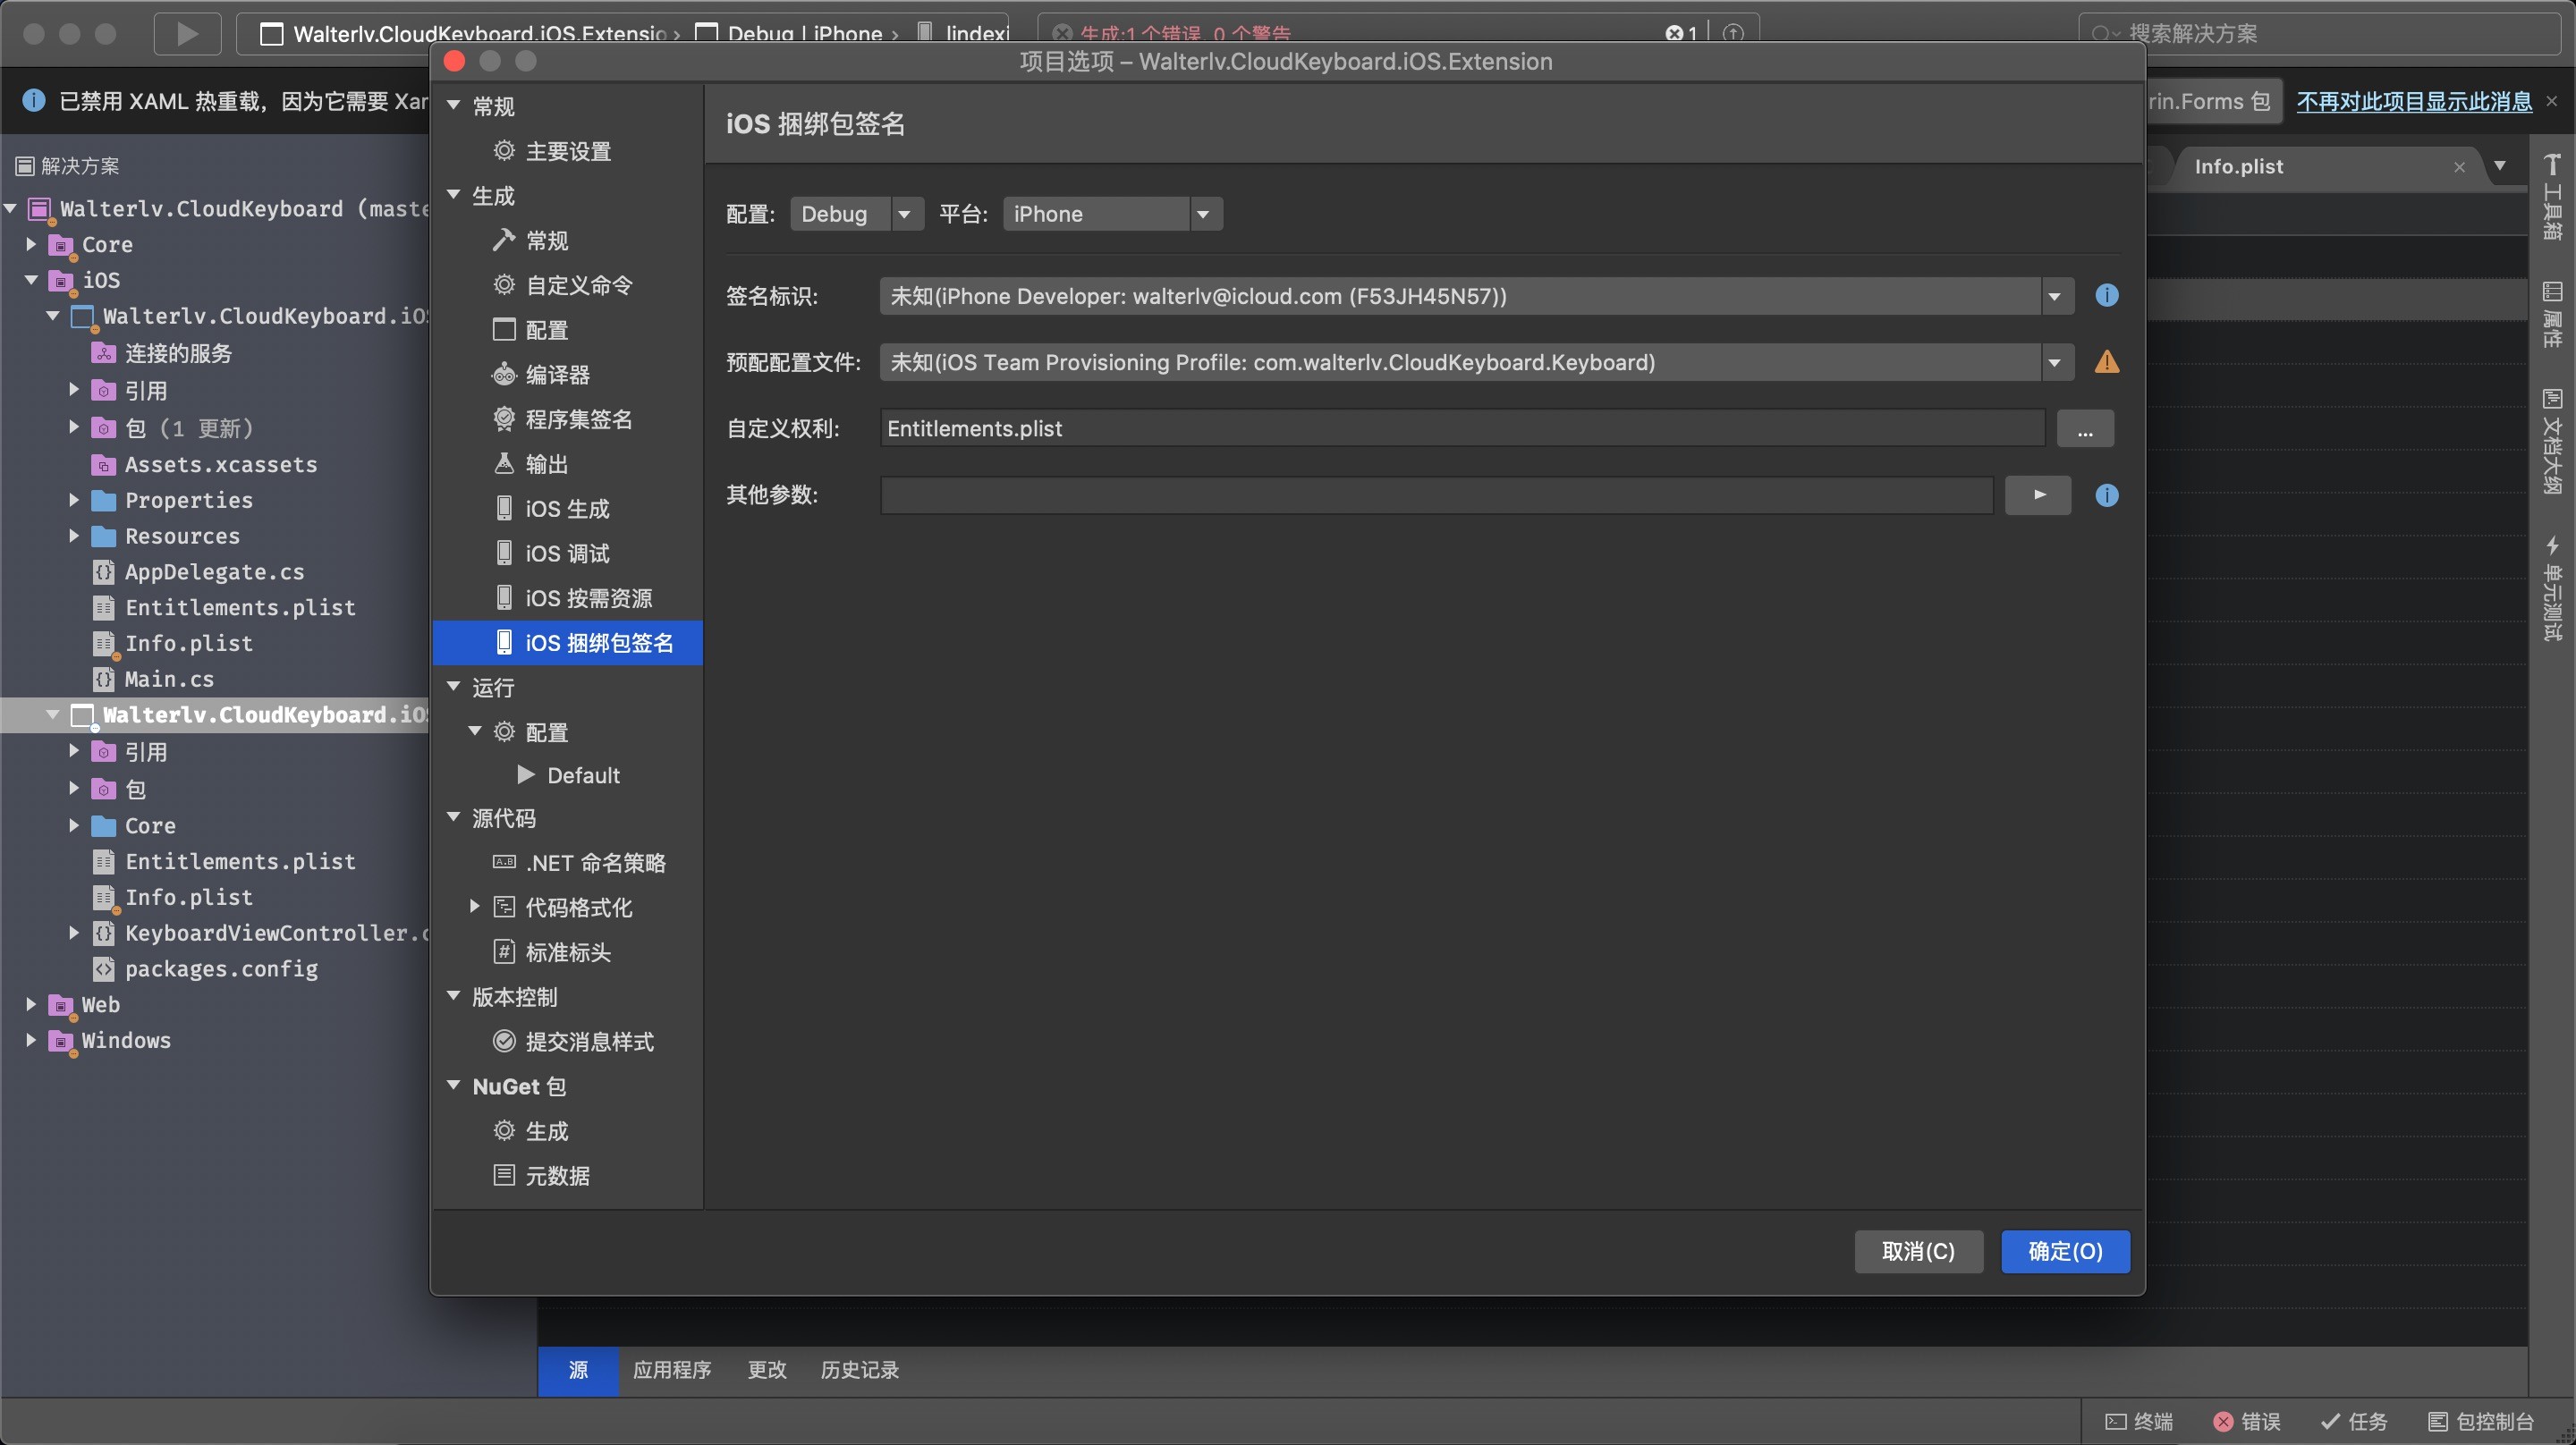 Walterlv.CloudKeyboard.iOS.Extensio › Debug | iPhone › lindexi
生成:1 个错误, 0 个警告
1
搜索解决方案
项目选项 – Walterlv.CloudKeyboard.iOS.Extension
已禁用 XAML 热重载，因为它需要 Xar
rin.Forms 包
不再对此项目显示此消息
解决方案
Walterlv.CloudKeyboard (maste
Core
iOS
Walterlv.CloudKeyboard.iOS
连接的服务
引用
包 (1 更新)
Assets.xcassets
Properties
Resources
AppDelegate.cs
Entitlements.plist
Info.plist
Main.cs
Walterlv.CloudKeyboard.iOS
引用
包
Core
Entitlements.plist
Info.plist
KeyboardViewController.c
packages.config
Web
Windows
常规
主要设置
生成
常规
自定义命令
配置
编译器
程序集签名
输出
iOS 生成
iOS 调试
iOS 按需资源
iOS 捆绑包签名
运行
配置
Default
源代码
.NET 命名策略
代码格式化
标准标头
版本控制
提交消息样式
NuGet 包
生成
元数据
iOS 捆绑包签名
配置: Debug 平台: iPhone
签名标识: 未知(iPhone Developer: walterlv@icloud.com (F53JH45N57))
预配配置文件: 未知(iOS Team Provisioning Profile: com.walterlv.CloudKeyboard.Keyboard)
自定义权利: Entitlements.plist ...
其他参数:
取消(C) 确定(O)
Info.plist
工具箱
属性
文档大纲
单元测试
源 应用程序 更改 历史记录
终端 错误 任务 包控制台